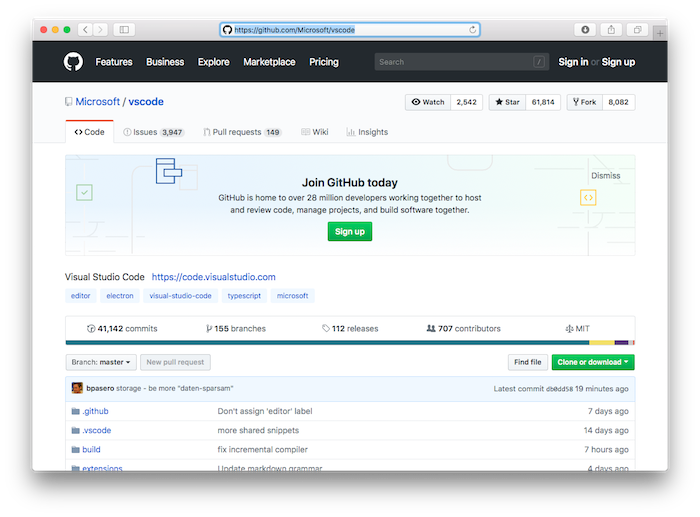 https://github.com/Microsoft/vscode
Features Business Explore Marketplace Pricing Search / Sign in or Sign up
Microsoft / vscode Watch 2,542 Star 61,814 Fork 8,082
Code Issues 3,947 Pull requests 149 Wiki Insights
Dismiss
Join GitHub today
GitHub is home to over 28 million developers working together to host
and review code, manage projects, and build software together.
Sign up
Visual Studio Code https://code.visualstudio.com
editor electron visual-studio-code typescript microsoft
41,142 commits 155 branches 112 releases 707 contributors MIT
Branch: master New pull request Find file Clone or download
bpasero storage - be more "daten-sparsam" Latest commit db0dd58 19 minutes ago
.github Don't assign 'editor' label 7 days ago
.vscode more shared snippets 14 days ago
build fix incremental compiler 7 hours ago
extensions Update markdown grammar 4 days ago